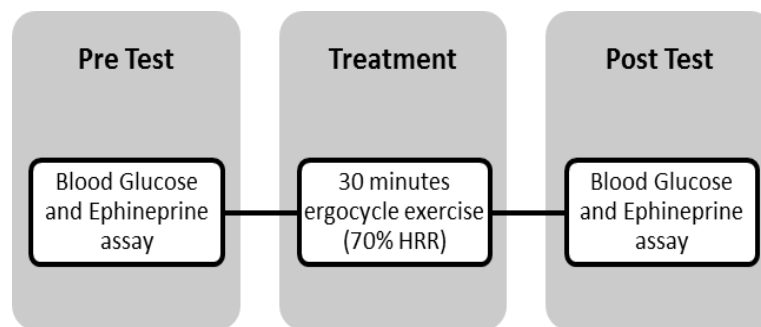 Pre Test
Blood Glucose
and Ephineprine
assay
Treatment
30 minutes
ergocycle exercise
(70% HRR)
Post Test
Blood Glucose
and Ephineprine
assay